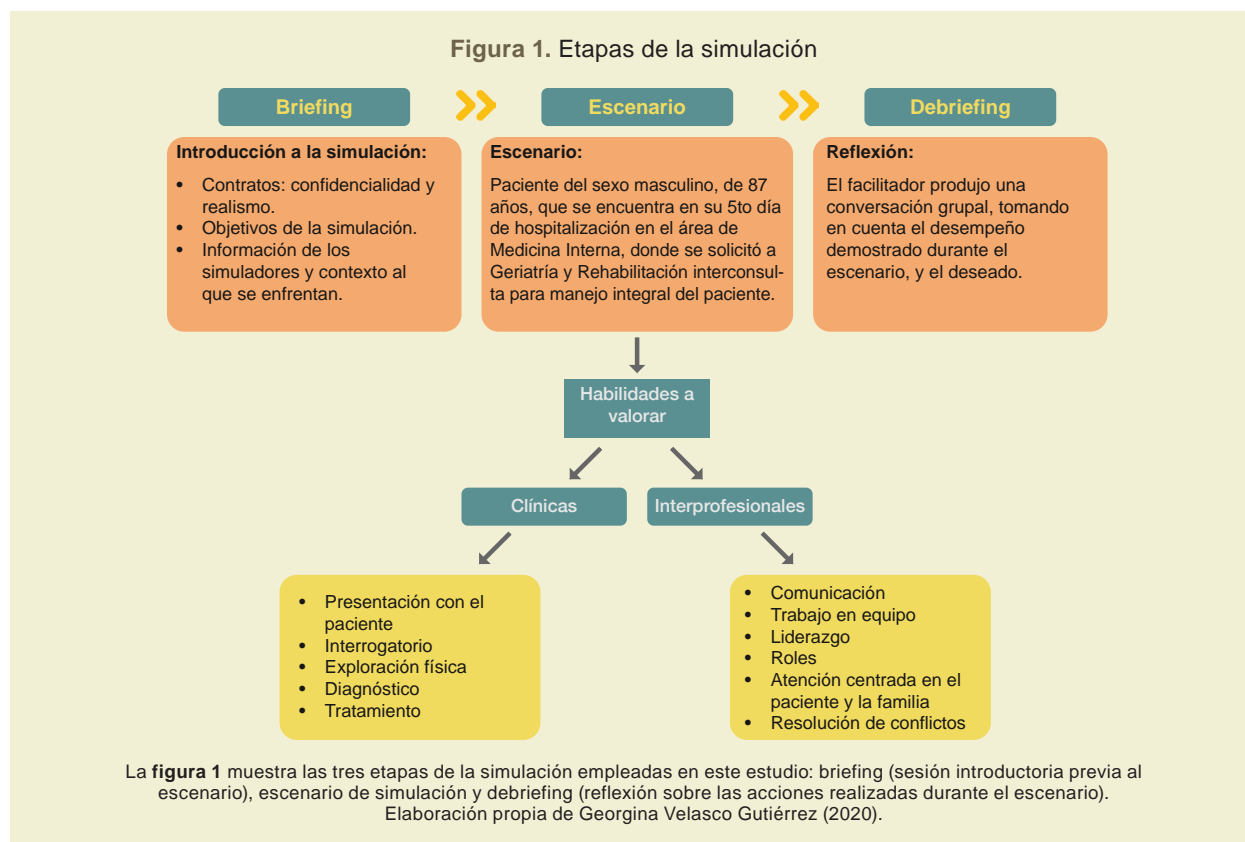 Figura 1. Etapas de la simulación
Briefing
Escenario
Debriefing
Introducción a la simulación:
• Contratos: confidencialidad y
realismo.
• Objetivos de la simulación.
• Información de los
simuladores y contexto al
que se enfrentan.
Escenario:
Paciente del sexo masculino, de 87
años, que se encuentra en su 5to día
de hospitalización en el área de
Medicina Interna, donde se solicitó a
Geriatría y Rehabilitación interconsul-
ta para manejo integral del paciente.
Reflexión:
El facilitador produjo una
conversación grupal, tomando
en cuenta el desempeño
demostrado durante el
escenario, y el deseado.
Habilidades a
valorar
Clínicas
Interprofesionales
• Presentación con el
paciente
• Interrogatorio
• Exploración física
• Diagnóstico
• Tratamiento
• Comunicación
• Trabajo en equipo
• Liderazgo
• Roles
• Atención centrada en el
paciente y la familia
• Resolución de conflictos
La figura 1 muestra las tres etapas de la simulación empleadas en este estudio: briefing (sesión introductoria previa al
escenario), escenario de simulación y debriefing (reflexión sobre las acciones realizadas durante el escenario).
Elaboración propia de Georgina Velasco Gutiérrez (2020).